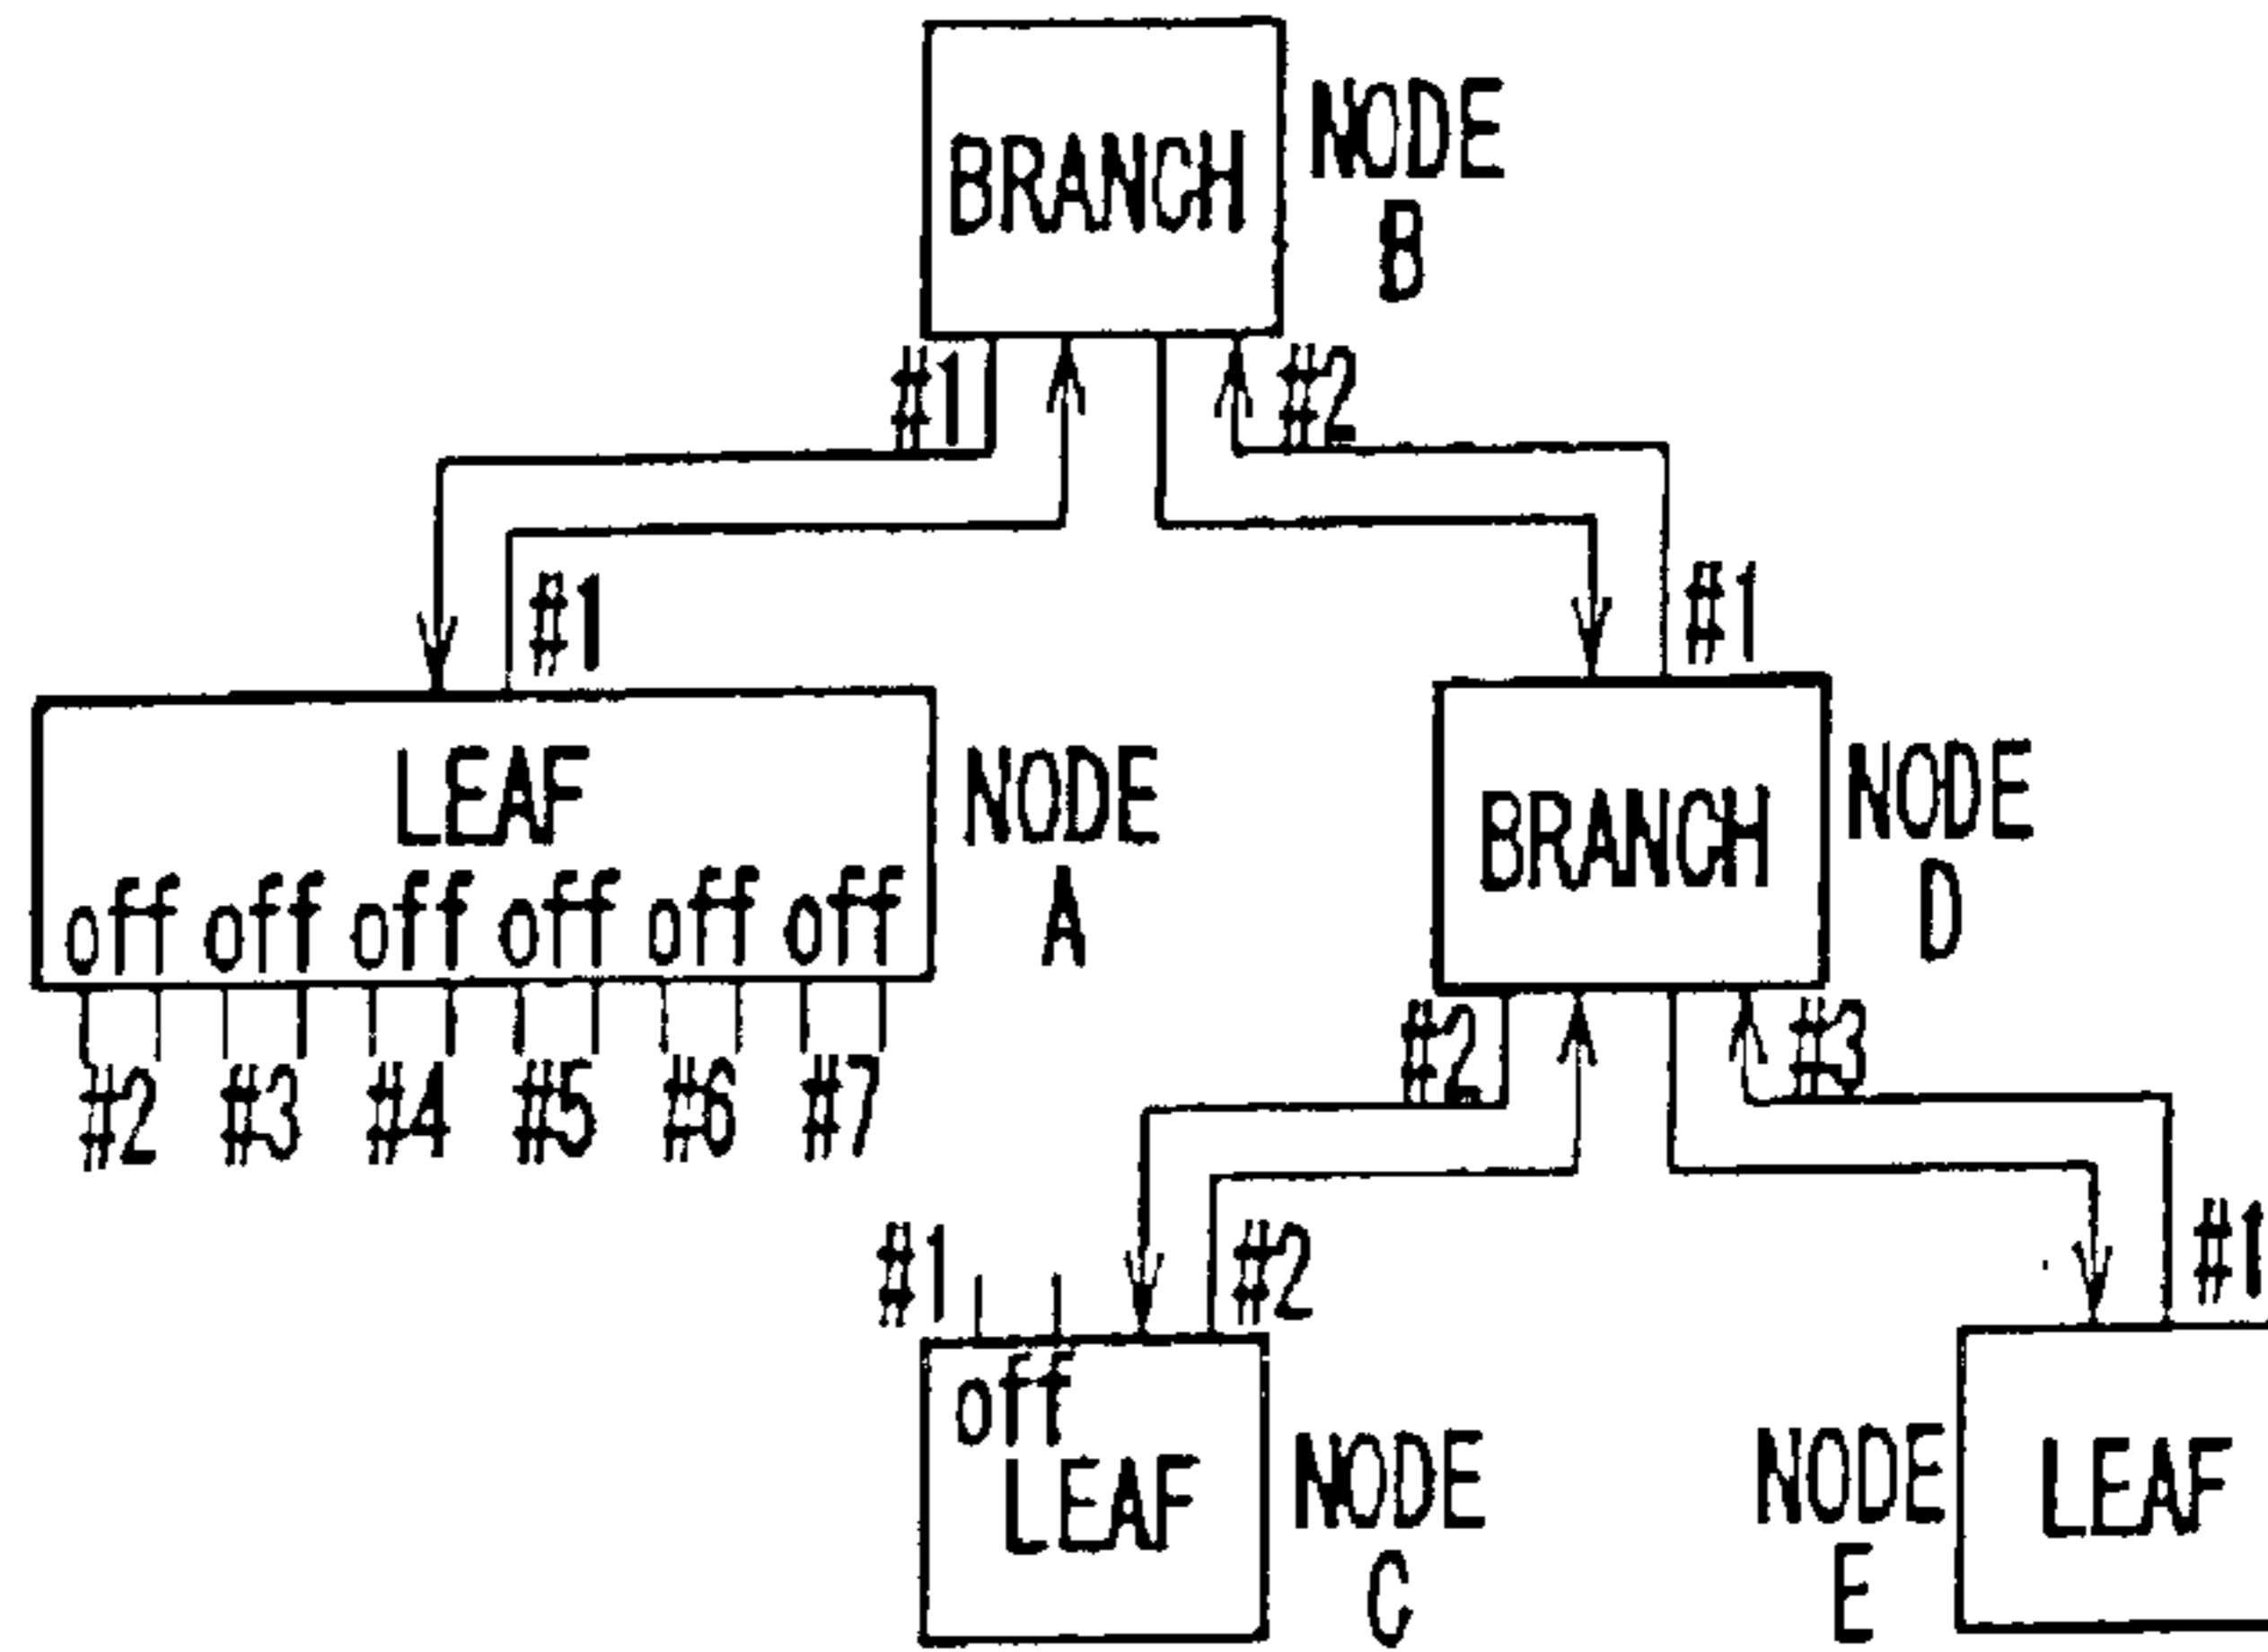 BRANCH
NODE
B
#1
#2
#1
#1
LEAF
NODE
A
off off off off off off
#2 #3 #4 #5 #6 #7
BRANCH
NODE
D
#2
#3
#1
#2
#1
off
LEAF
NODE
C
NODE
E
LEAF